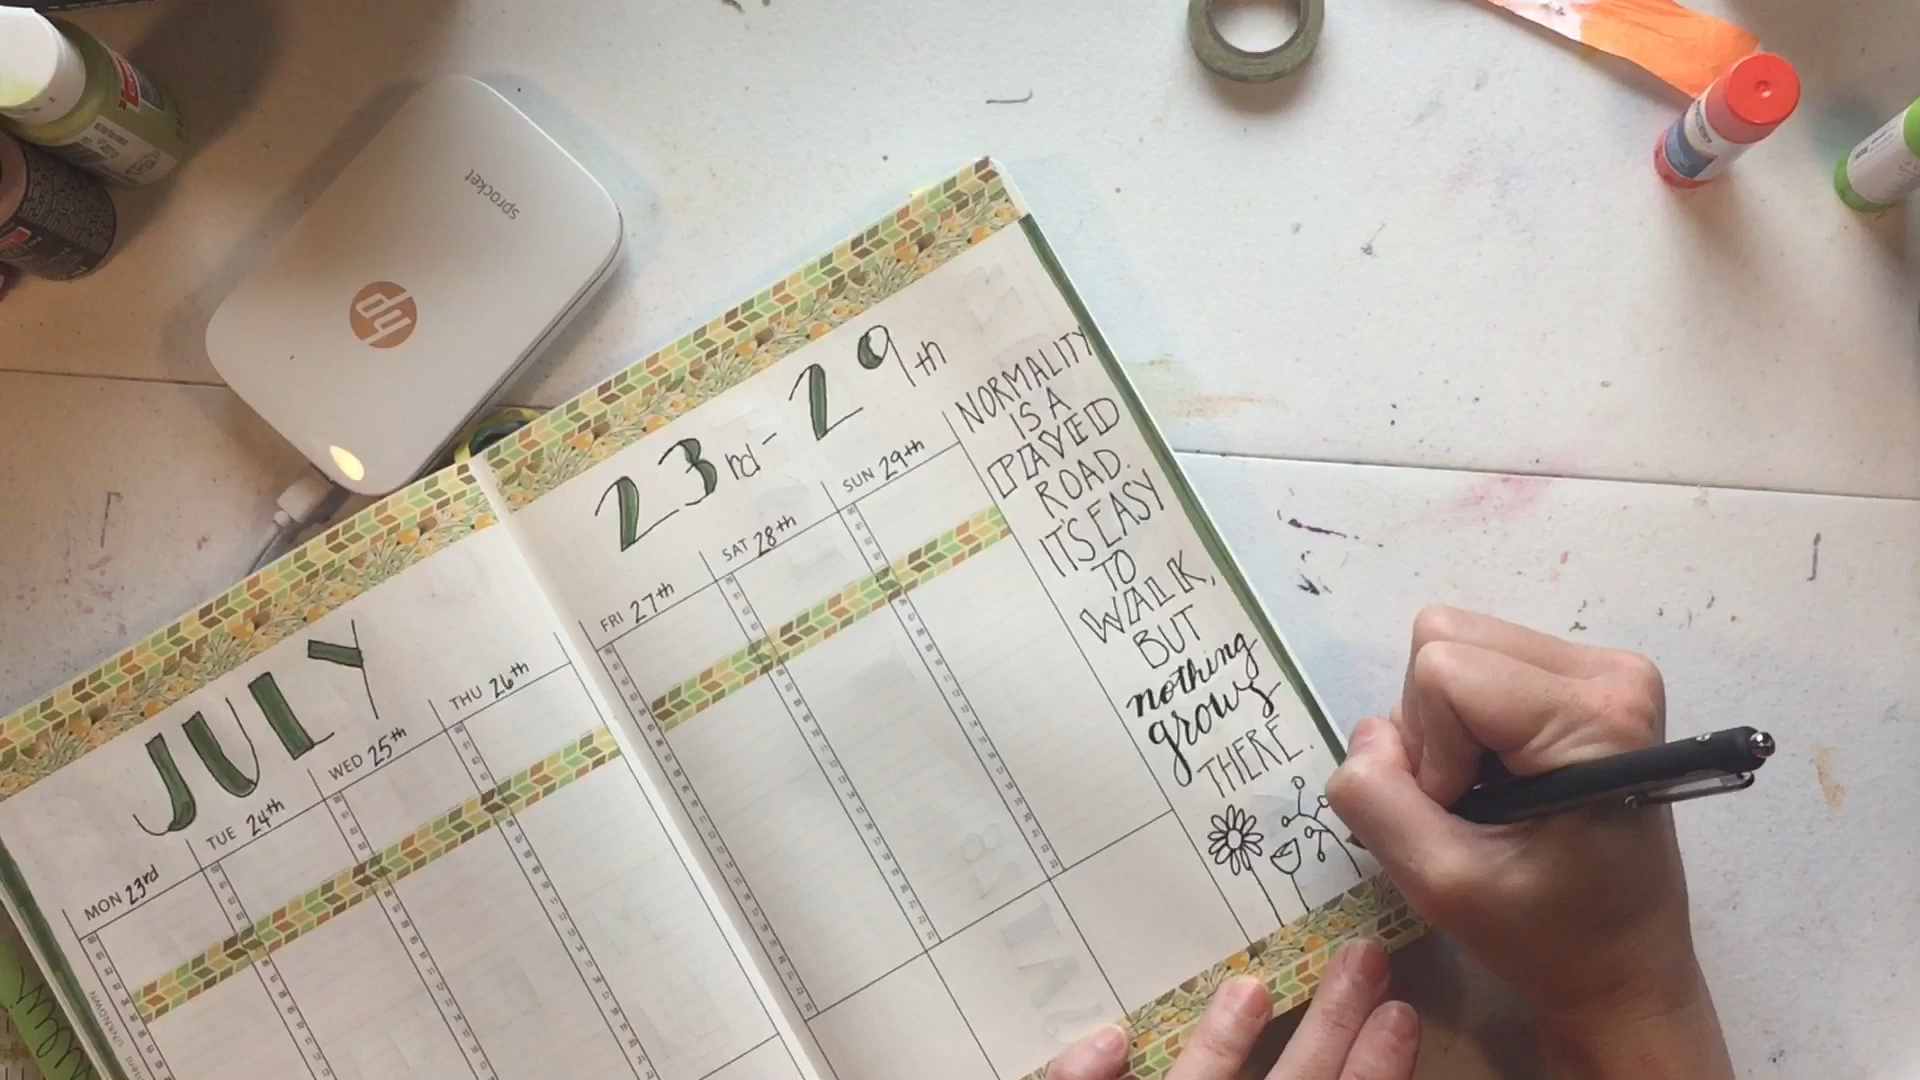 sprocket
hp
JULY
23rd - 29th
MON 23rd
TUE 24th
WED 25th
THU 26th
FRI 27th
SAT 28th
SUN 29th
NORMALITY
IS A
PAVED
ROAD.
IT'S EASY
TO
WALK,
BUT
nothing
grows
THERE.